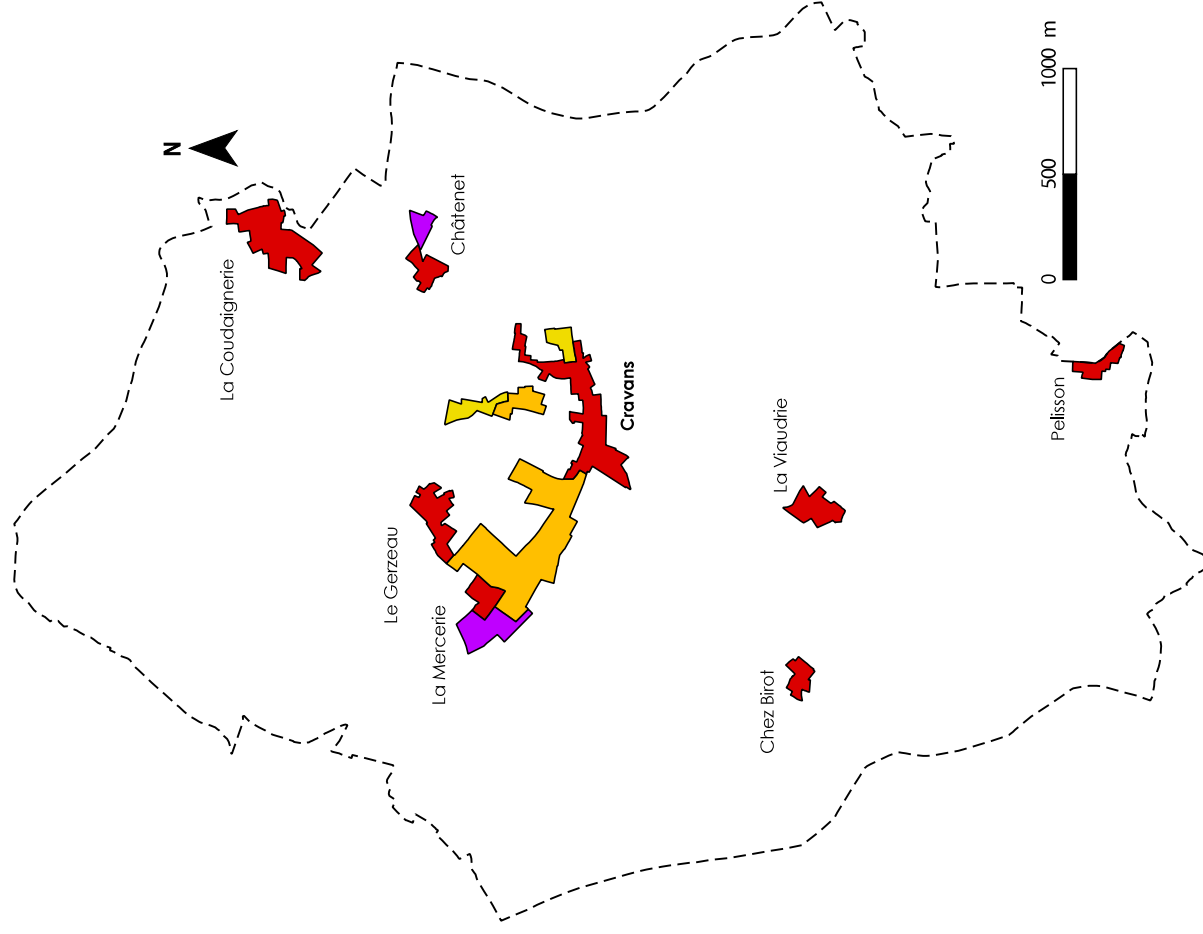 N
La Coudaignerie
Châtenet
Le Gerzeau
La Mercerie
Cravans
La Viaudrie
Chez Birot
Pelisson
0 500 1000 m